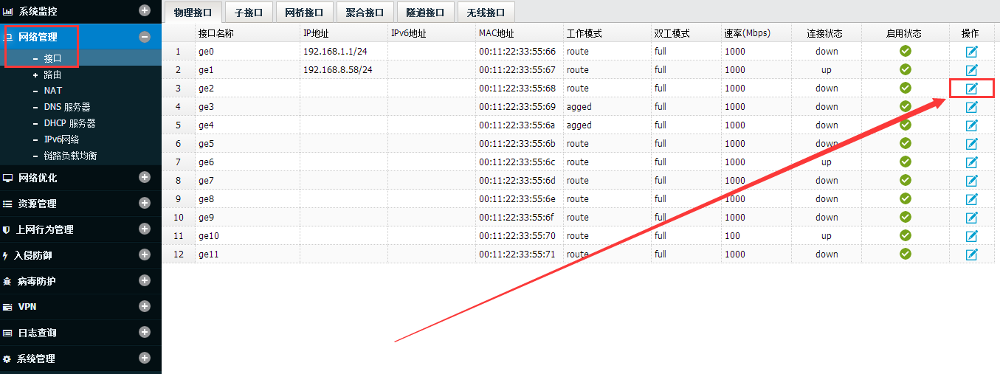 系统监控
网络管理
接口
路由
NAT
DNS 服务器
DHCP 服务器
IPv6网络
链路负载均衡
网络优化
资源管理
上网行为管理
入侵防御
病毒防护
VPN
日志查询
系统管理
物理接口 子接口 网桥接口 聚合接口 隧道接口 无线接口
接口名称 IP地址 IPv6地址 MAC地址 工作模式 双工模式 速率(Mbps) 连接状态 启用状态 操作
1 ge0 192.168.1.1/24 00:11:22:33:55:66 route full 1000 down
2 ge1 192.168.8.58/24 00:11:22:33:55:67 route full 1000 up
3 ge2 00:11:22:33:55:68 route full 1000 down
4 ge3 00:11:22:33:55:69 agged full 1000 down
5 ge4 00:11:22:33:55:6a agged full 1000 down
6 ge5 00:11:22:33:55:6b route full 1000 down
7 ge6 00:11:22:33:55:6c route full 1000 up
8 ge7 00:11:22:33:55:6d route full 1000 down
9 ge8 00:11:22:33:55:6e route full 1000 down
10 ge9 00:11:22:33:55:6f route full 1000 down
11 ge10 00:11:22:33:55:70 route full 100 up
12 ge11 00:11:22:33:55:71 route full 1000 down